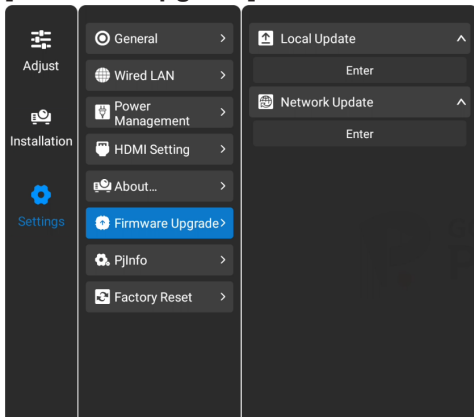 Adjust
Installation
Settings
General
Wired LAN
Power
Management
HDMI Setting
About...
Firmware Upgrade
PjInfo
Factory Reset
Local Update
Enter
Network Update
Enter